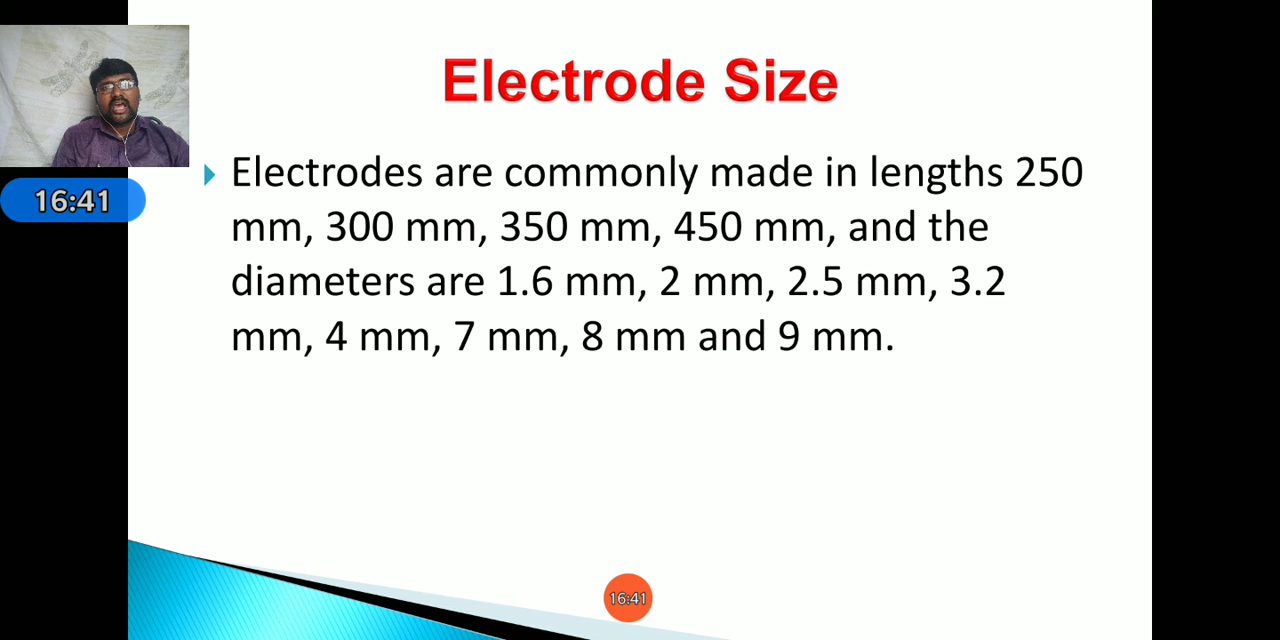 Electrode Size
Electrodes are commonly made in lengths 250
mm, 300 mm, 350 mm, 450 mm, and the
diameters are 1.6 mm, 2 mm, 2.5 mm, 3.2
mm, 4 mm, 7 mm, 8 mm and 9 mm.
16:41
16:41